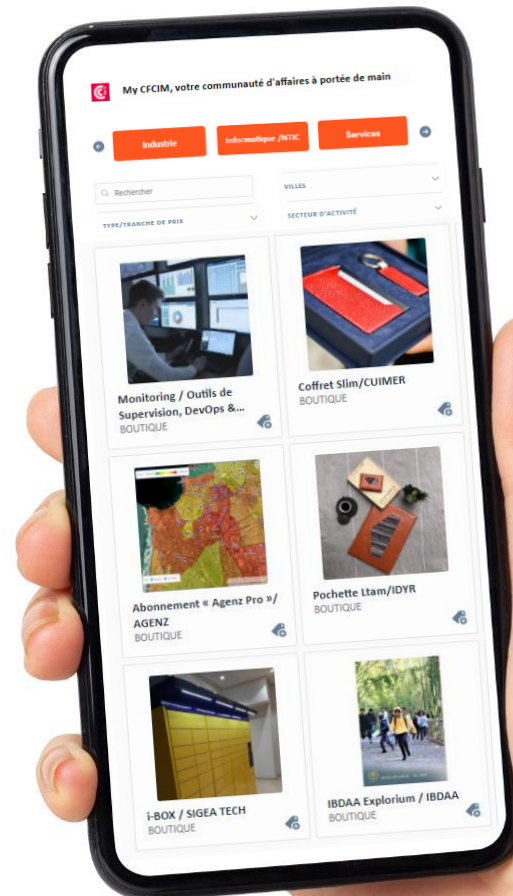 My CFCIM, votre communauté d'affaires à portée de main
Industrie
Informatique /NTIC
Services
Rechercher
VILLES
TYPE/TRANCHE DE PRIX
SECTEUR D'ACTIVITÉ
Monitoring / Outils de
Supervision, DevOps &...
BOUTIQUE
Coffret Slim/CUIMER
BOUTIQUE
Abonnement « Agenz Pro »/
AGENZ
BOUTIQUE
Pochette Ltam/IDYR
BOUTIQUE
i-BOX / SIGEA TECH
BOUTIQUE
IBDAA Explorium / IBDAA
BOUTIQUE